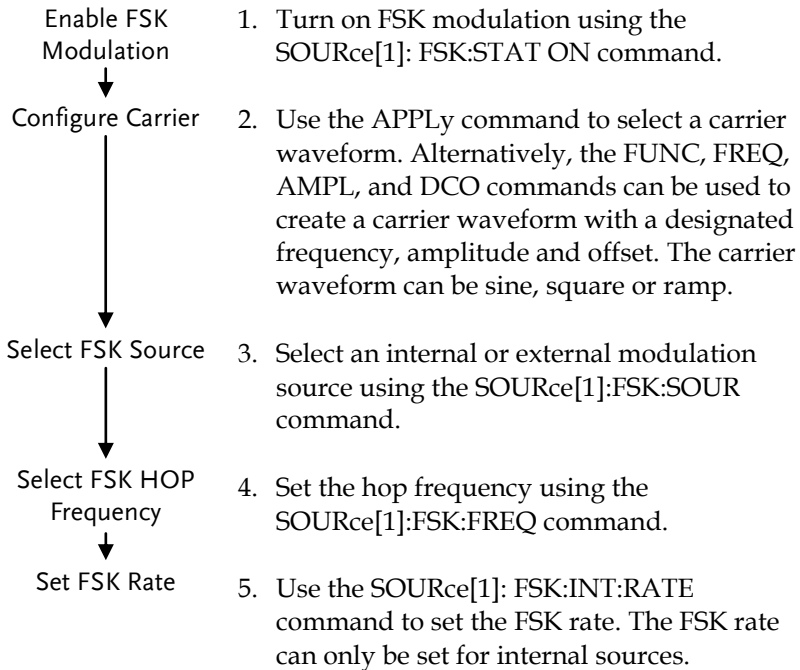 Enable FSK
Modulation
1. Turn on FSK modulation using the
SOURce[1]: FSK:STAT ON command.
Configure Carrier
2. Use the APPLy command to select a carrier
waveform. Alternatively, the FUNC, FREQ,
AMPL, and DCO commands can be used to
create a carrier waveform with a designated
frequency, amplitude and offset. The carrier
waveform can be sine, square or ramp.
Select FSK Source
3. Select an internal or external modulation
source using the SOURce[1]:FSK:SOUR
command.
Select FSK HOP
Frequency
4. Set the hop frequency using the
SOURce[1]:FSK:FREQ command.
Set FSK Rate
5. Use the SOURce[1]: FSK:INT:RATE
command to set the FSK rate. The FSK rate
can only be set for internal sources.